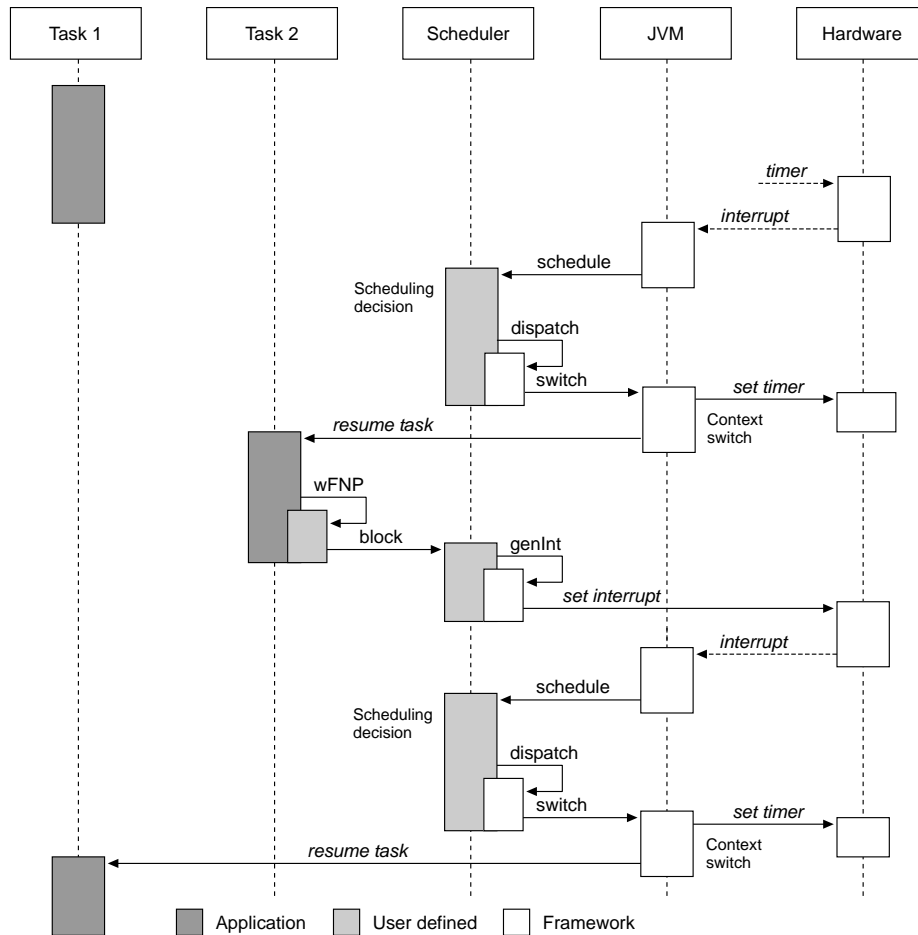 Task 1 Task 2 Scheduler JVM Hardware
timer
interrupt
schedule
Scheduling
decision
dispatch
switch
set timer
Context
switch
resume task
wFNP
block
genInt
set interrupt
interrupt
schedule
Scheduling
decision
dispatch
switch
set timer
Context
switch
resume task
Application User defined Framework